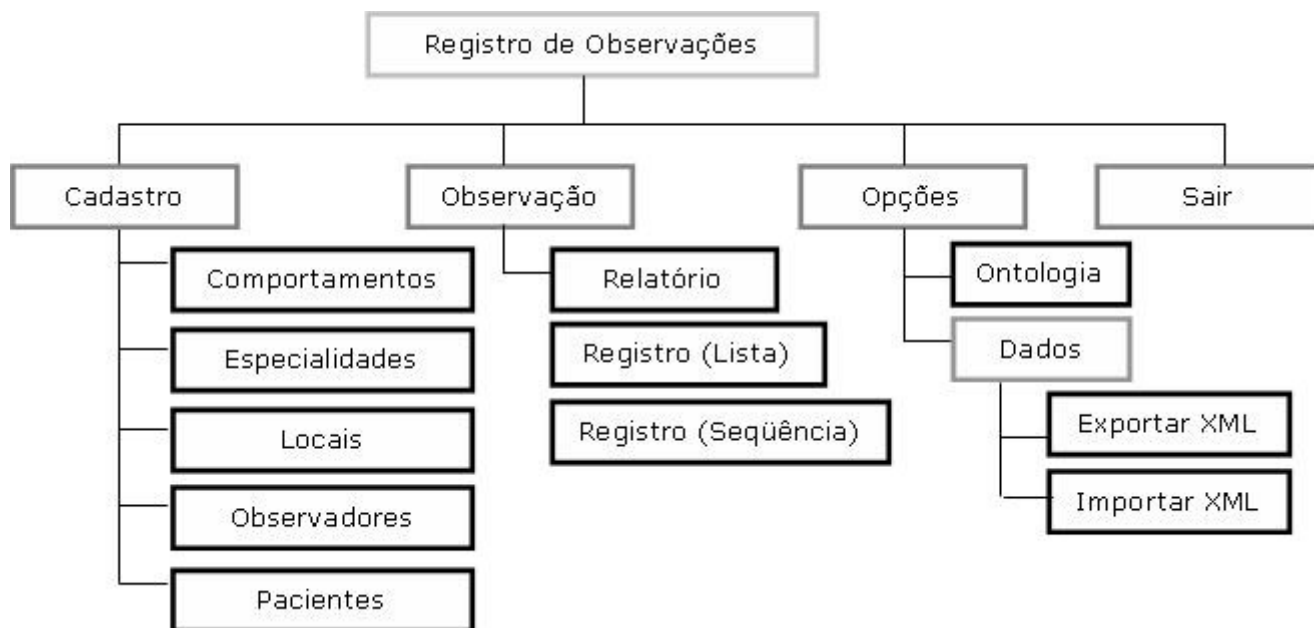 Registro de Observações
Cadastro
Observação
Opções
Sair
Comportamentos
Especialidades
Locais
Observadores
Pacientes
Relatório
Registro (Lista)
Registro (Seqüência)
Ontologia
Dados
Exportar XML
Importar XML